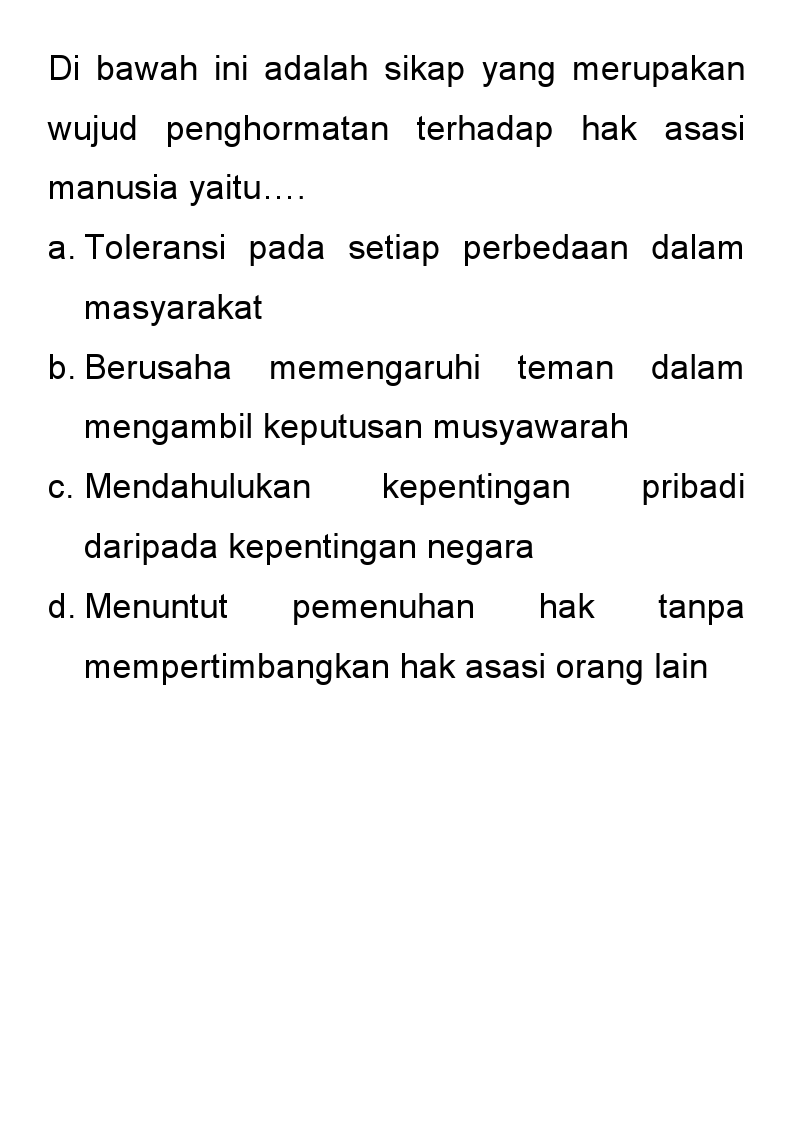 Di bawah ini adalah sikap yang merupakan
wujud penghormatan terhadap hak asasi
manusia yaitu….
a. Toleransi pada setiap perbedaan dalam
masyarakat
b. Berusaha memengaruhi teman dalam
mengambil keputusan musyawarah
c. Mendahulukan kepentingan pribadi
daripada kepentingan negara
d. Menuntut pemenuhan hak tanpa
mempertimbangkan hak asasi orang lain